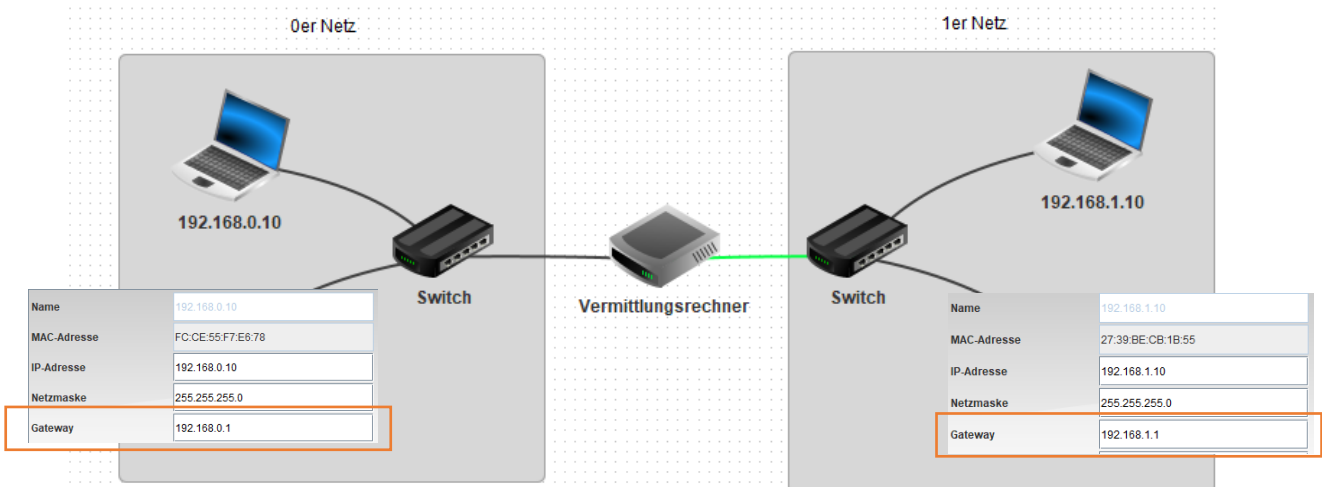 0er Netz
1er Netz
192.168.0.10
192.168.1.10
Switch
Vermittlungsrechner
Switch
Name 192.168.0.10
MAC-Adresse FC:CE:55:F7:E6:78
IP-Adresse 192.168.0.10
Netzmaske 255.255.255.0
Gateway 192.168.0.1
Name 192.168.1.10
MAC-Adresse 27:39:BE:CB:1B:55
IP-Adresse 192.168.1.10
Netzmaske 255.255.255.0
Gateway 192.168.1.1